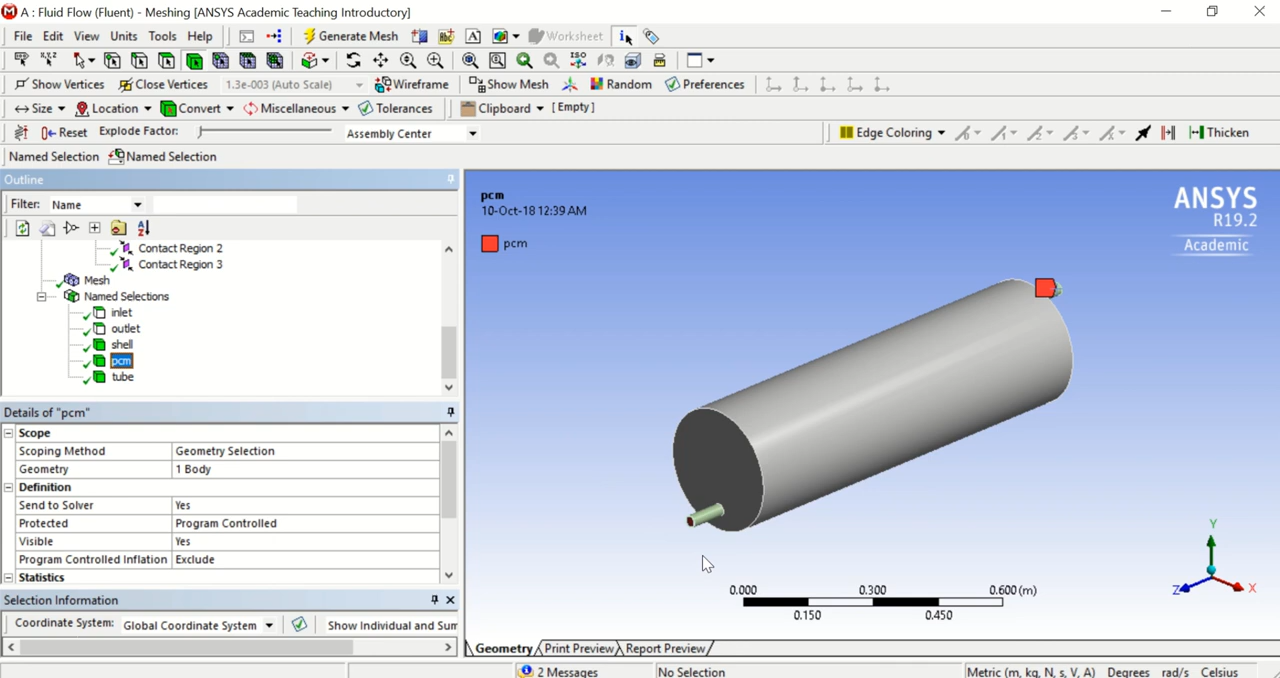 A : Fluid Flow (Fluent) - Meshing [ANSYS Academic Teaching Introductory]
File Edit View Units Tools Help Generate Mesh A Worksheet
ISO
Show Vertices Close Vertices 1.3e-003 (Auto Scale) Wireframe Show Mesh Random Preferences
Size Location Convert Miscellaneous Tolerances Clipboard [ Empty]
Reset Explode Factor: Assembly Center Edge Coloring Thicken
Named Selection Named Selection
Outline
Filter: Name
Contact Region 2
Contact Region 3
Mesh
Named Selections
inlet
outlet
shell
pcm
tube
Details of "pcm"
Scope
Scoping Method Geometry Selection
Geometry 1 Body
Definition
Send to Solver Yes
Protected Program Controlled
Visible Yes
Program Controlled Inflation Exclude
Statistics
Selection Information
Coordinate System: Global Coordinate System Show Individual and Sum
pcm
10-Oct-18 12:39 AM
pcm
ANSYS
R19.2
Academic
Y
Z X
0.000 0.300 0.600 (m)
0.150 0.450
Geometry Print Preview Report Preview
2 Messages No Selection Metric (m, kg, N, s, V, A) Degrees rad/s Celsius